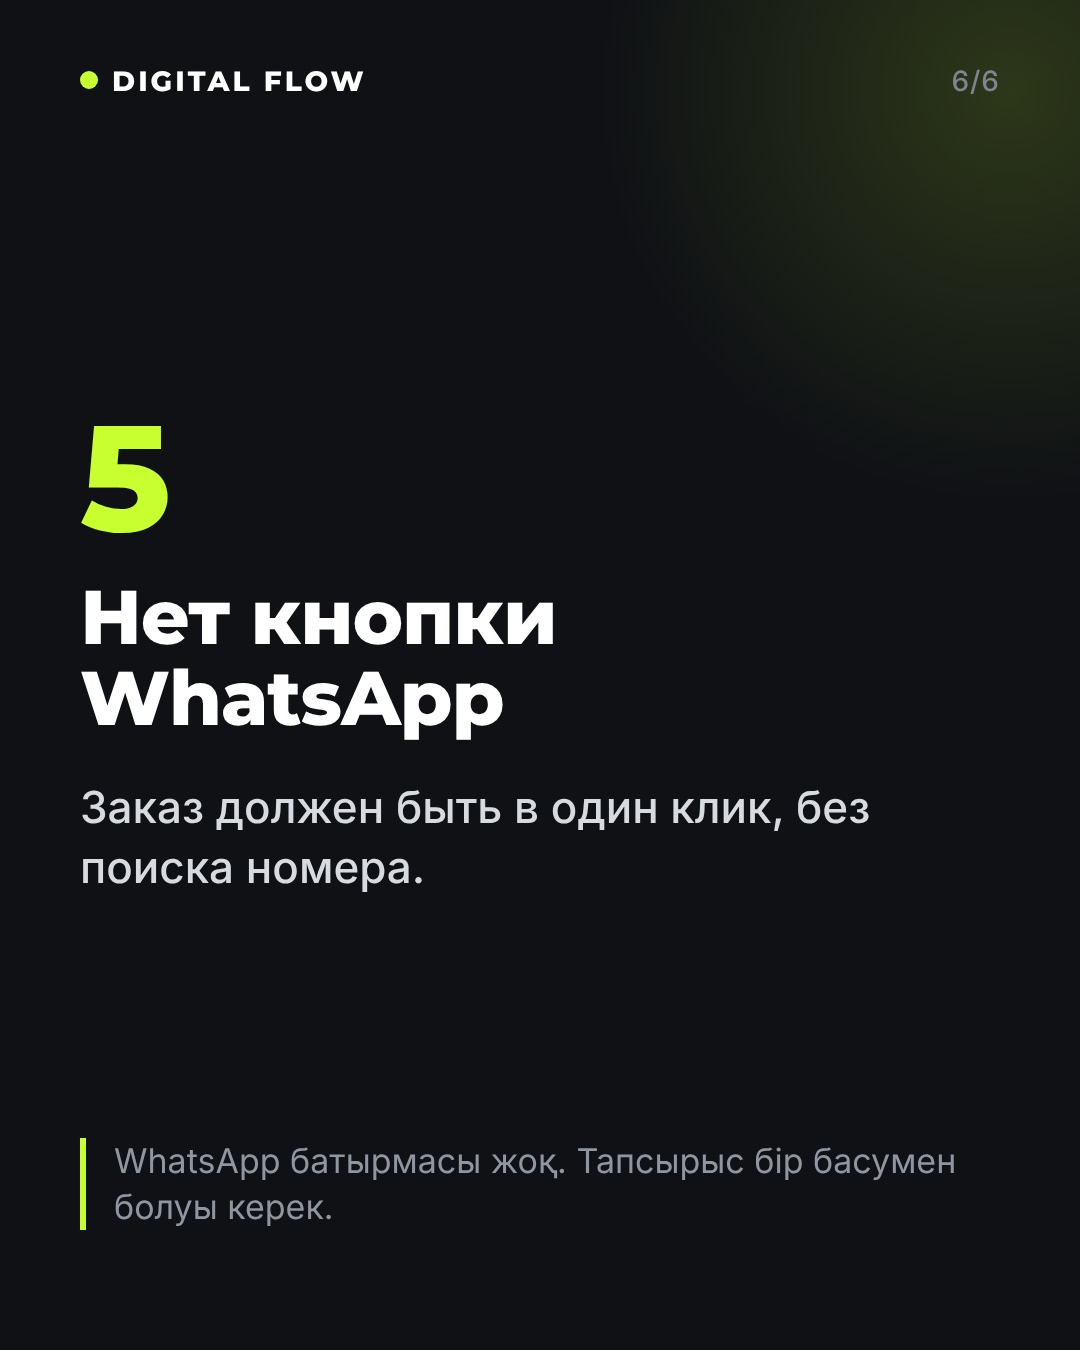 DIGITAL FLOW
6/6
5
Нет кнопки
WhatsApp
Заказ должен быть в один клик, без
поиска номера.
WhatsApp батырмасы жоқ. Тапсырыс бір басумен
болуы керек.